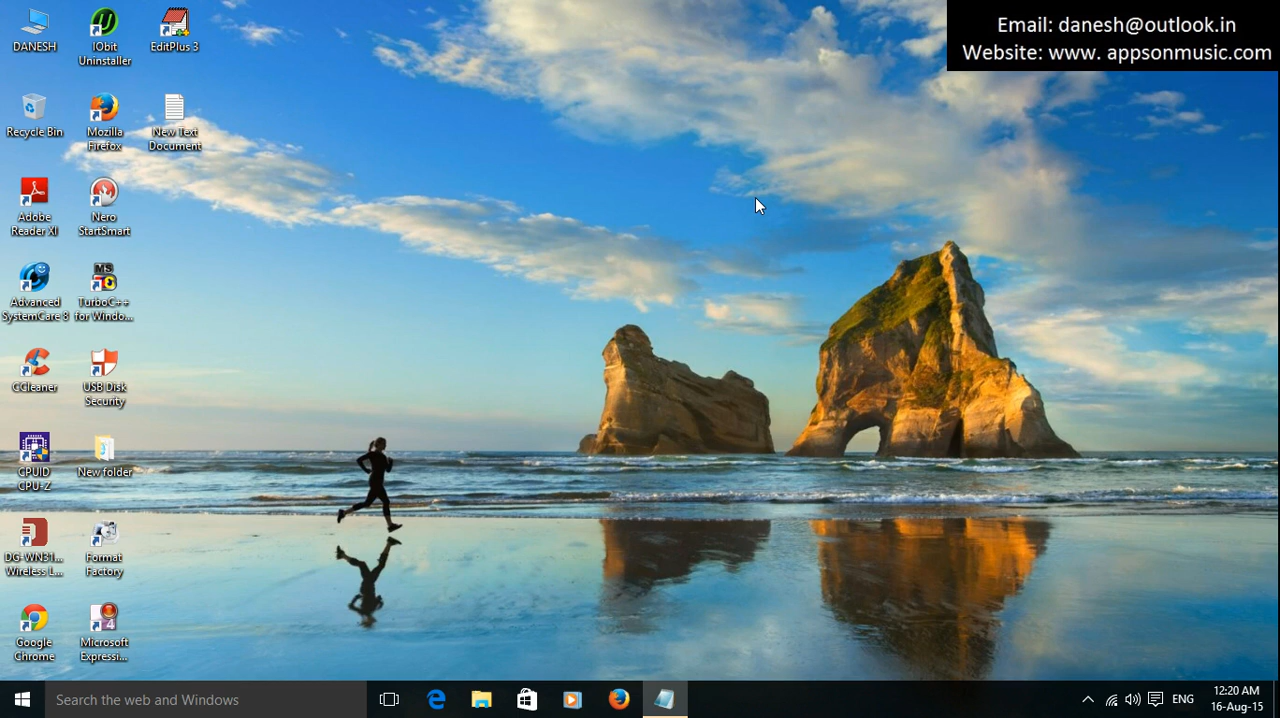 Email: danesh@outlook.in
Website: www. appsonmusic.com
DANESH
IObit
Uninstaller
EditPlus 3
Recycle Bin
Mozilla
Firefox
New Text
Document
Adobe
Reader XI
Nero
StartSmart
Advanced
SystemCare 8
MS
TurboC++
for Windo...
CCleaner
USB Disk
Security
CPUID
CPU-Z
New folder
DG-WN31...
Wireless L...
Format
Factory
Google
Chrome
4
Microsoft
Expressi...
Search the web and Windows
ENG
12:20 AM
16-Aug-15